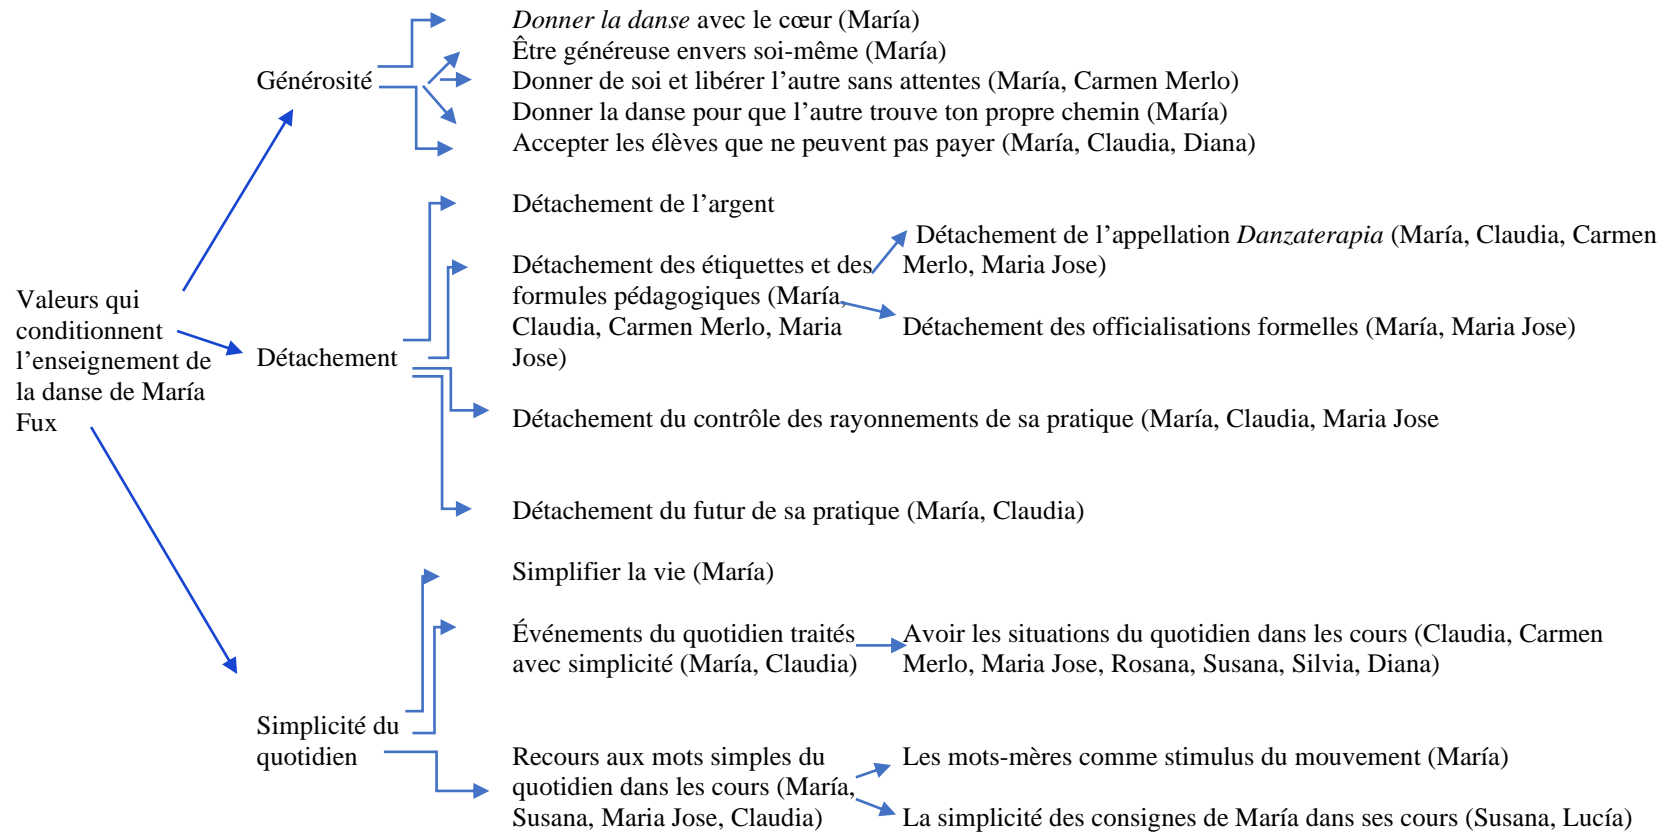 Valeurs qui
conditionnent
l’enseignement de
la danse de María
Fux
Générosité
Donner la danse avec le cœur (María)
Être généreuse envers soi-même (María)
Donner de soi et libérer l’autre sans attentes (María, Carmen Merlo)
Donner la danse pour que l’autre trouve ton propre chemin (María)
Accepter les élèves que ne peuvent pas payer (María, Claudia, Diana)
Détachement
Détachement de l’argent
Détachement des étiquettes et des
formules pédagogiques (María,
Claudia, Carmen Merlo, Maria
Jose)
Détachement de l’appellation Danzaterapia (María, Claudia, Carmen
Merlo, Maria Jose)
Détachement des officialisations formelles (María, Maria Jose)
Détachement du contrôle des rayonnements de sa pratique (María, Claudia, Maria Jose
Détachement du futur de sa pratique (María, Claudia)
Simplicité du
quotidien
Simplifier la vie (María)
Événements du quotidien traités
avec simplicité (María, Claudia)
Avoir les situations du quotidien dans les cours (Claudia, Carmen
Merlo, Maria Jose, Rosana, Susana, Silvia, Diana)
Recours aux mots simples du
quotidien dans les cours (María,
Susana, Maria Jose, Claudia)
Les mots-mères comme stimulus du mouvement (María)
La simplicité des consignes de María dans ses cours (Susana, Lucía)